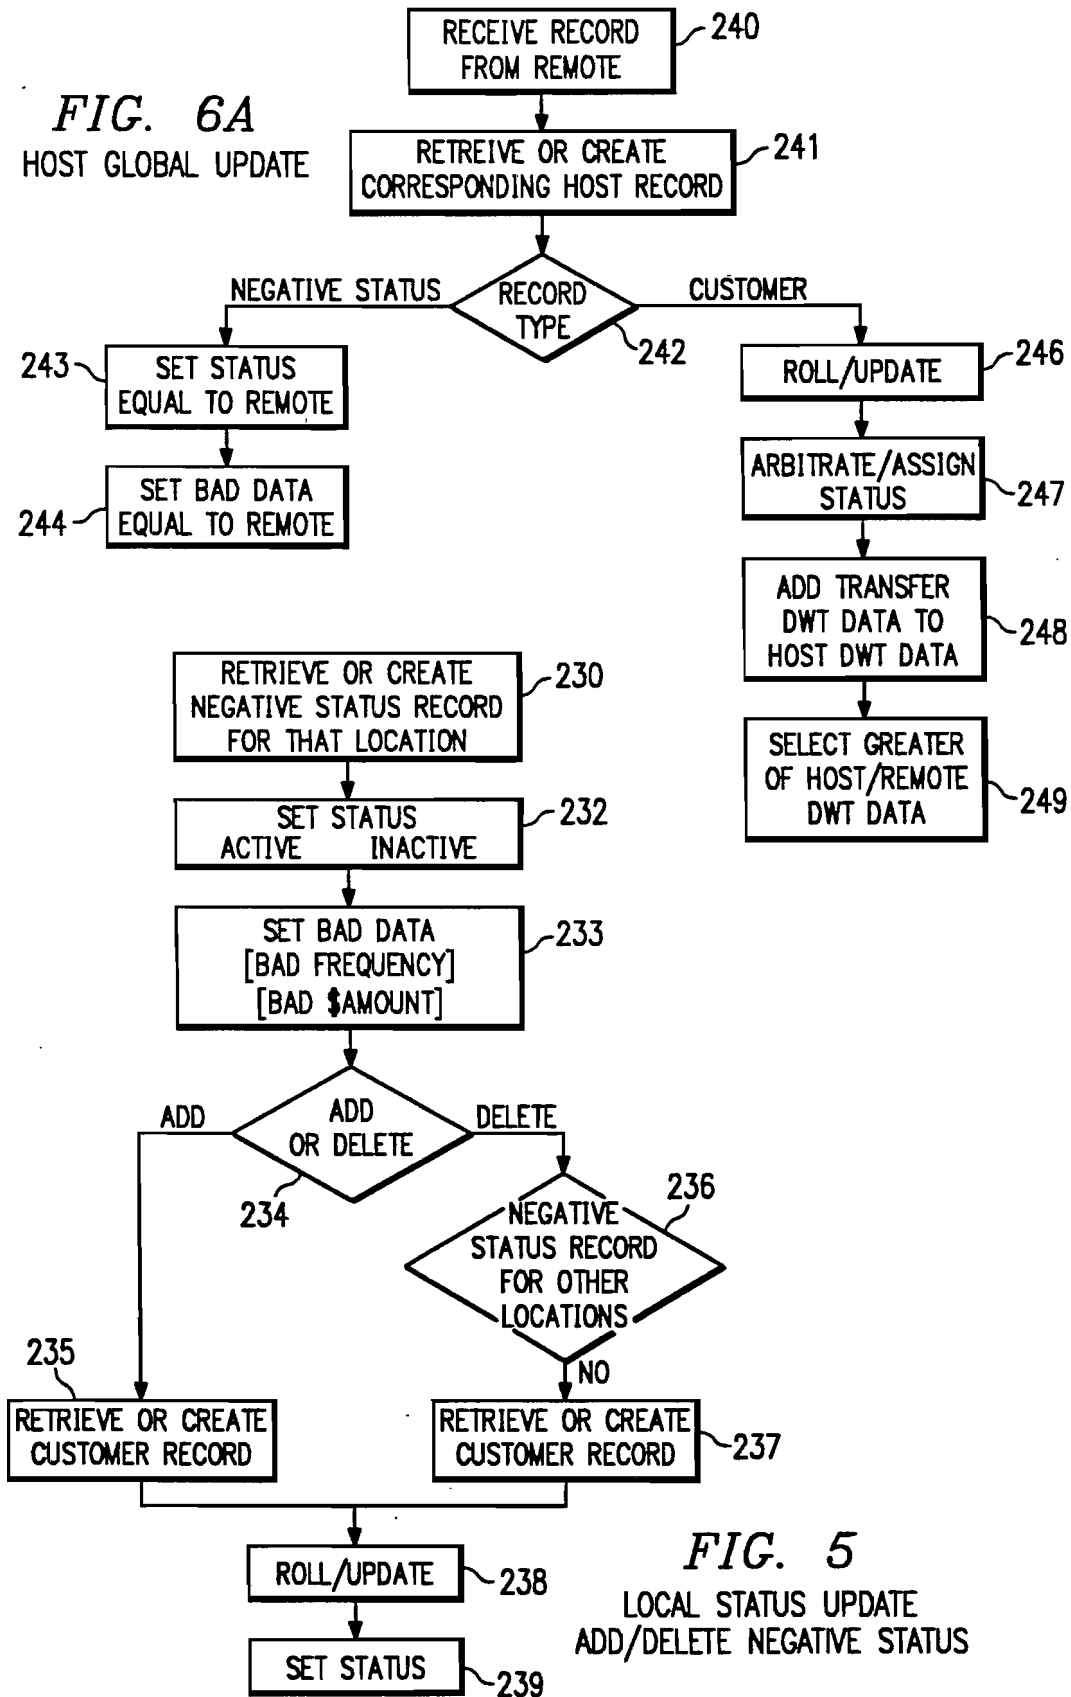 FIG. 6A
HOST GLOBAL UPDATE
RECEIVE RECORD
FROM REMOTE
240
RETREIVE OR CREATE
CORRESPONDING HOST RECORD
241
RECORD
TYPE
242
NEGATIVE STATUS
CUSTOMER
243
SET STATUS
EQUAL TO REMOTE
244
SET BAD DATA
EQUAL TO REMOTE
ROLL/UPDATE
246
ARBITRATE/ASSIGN
STATUS
247
ADD TRANSFER
DWT DATA TO
HOST DWT DATA
248
SELECT GREATER
OF HOST/REMOTE
DWT DATA
249
RETRIEVE OR CREATE
NEGATIVE STATUS RECORD
FOR THAT LOCATION
230
SET STATUS
ACTIVE INACTIVE
232
SET BAD DATA
[BAD FREQUENCY]
[BAD $AMOUNT]
233
ADD
OR DELETE
234
ADD
DELETE
NEGATIVE
STATUS RECORD
FOR OTHER
LOCATIONS
236
NO
235
RETRIEVE OR CREATE
CUSTOMER RECORD
RETRIEVE OR CREATE
CUSTOMER RECORD
237
ROLL/UPDATE
238
SET STATUS
239
FIG. 5
LOCAL STATUS UPDATE
ADD/DELETE NEGATIVE STATUS